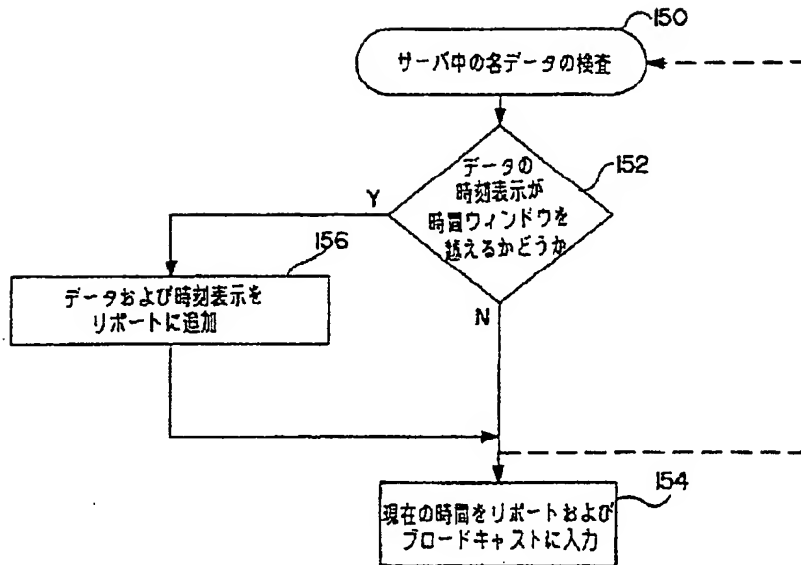 150
サーバ中の各データの検査
152
データの
時刻表示が
時間ウィンドウを
越えるかどうか
Y
N
156
データおよび時刻表示を
リポートに追加
154
現在の時間をリポートおよび
ブロードキャストに入力